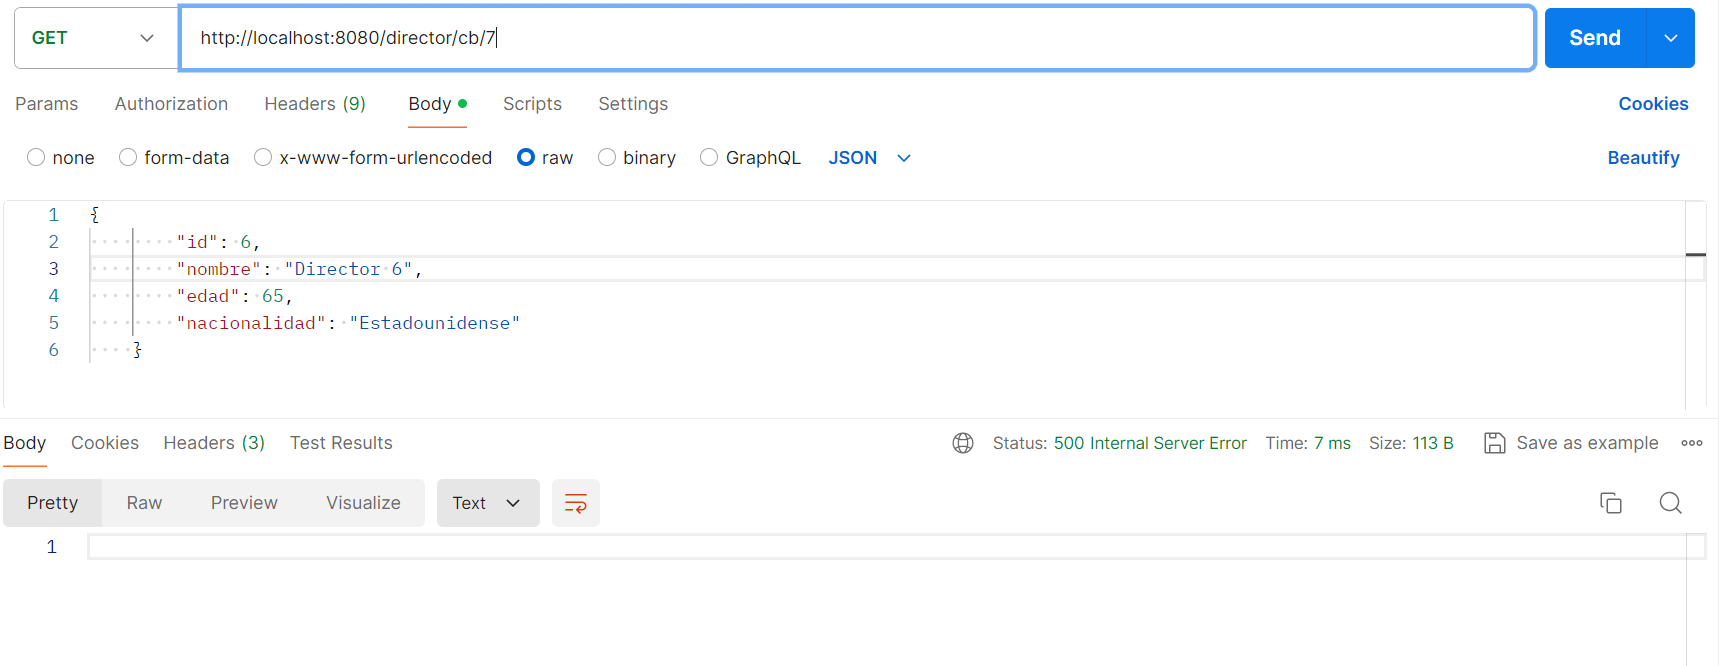 GET http://localhost:8080/director/cb/7 Send
Params Authorization Headers (9) Body Scripts Settings Cookies
none form-data x-www-form-urlencoded raw binary GraphQL JSON Beautify
1 {
2 "id": 6,
3 "nombre": "Director 6",
4 "edad": 65,
5 "nacionalidad": "Estadounidense"
6 }
Body Cookies Headers (3) Test Results Status: 500 Internal Server Error Time: 7 ms Size: 113 B Save as example
Pretty Raw Preview Visualize Text
1